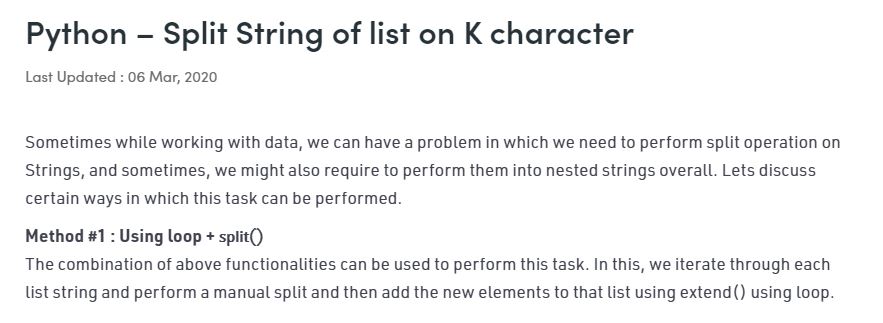 Python – Split String of list on K character
Last Updated : 06 Mar, 2020
Sometimes while working with data, we can have a problem in which we need to perform split operation on
Strings, and sometimes, we might also require to perform them into nested strings overall. Lets discuss
certain ways in which this task can be performed.
Method #1 : Using loop + split()
The combination of above functionalities can be used to perform this task. In this, we iterate through each
list string and perform a manual split and then add the new elements to that list using extend() using loop.